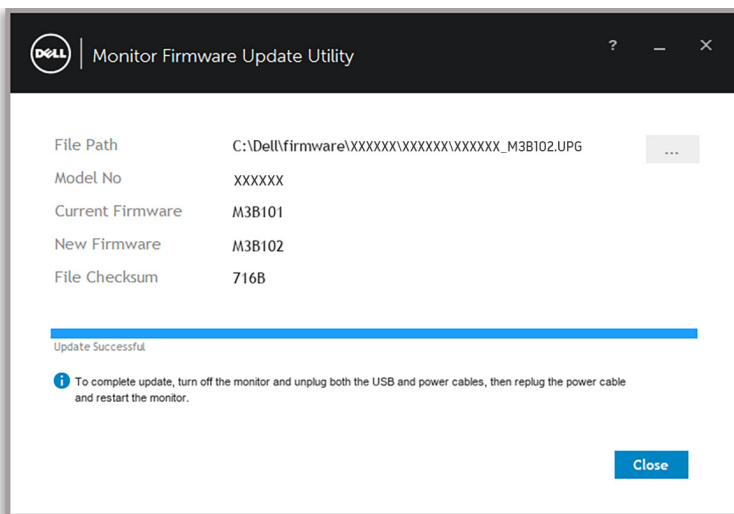 DELL Monitor Firmware Update Utility ?
File Path C:\Dell\firmware\XXXXXX\XXXXXX\XXXXXX_M3B102.UPG ...
Model No XXXXXX
Current Firmware M3B101
New Firmware M3B102
File Checksum 716B
Update Successful
To complete update, turn off the monitor and unplug both the USB and power cables, then replug the power cable
and restart the monitor.
Close